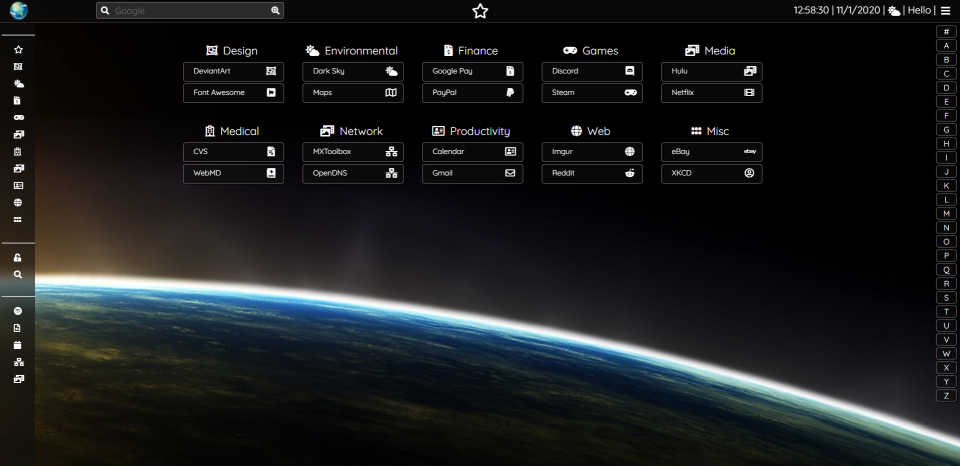 Google
12:58:30 | 11/1/2020 | | Hello |
Design Environmental Finance Games Media
DeviantArt Dark Sky Google Pay Discord Hulu
Font Awesome Maps PayPal Steam Netflix
Medical Network Productivity Web Misc
CVS MXToolbox Calendar Imgur eBay ebay
WebMD OpenDNS Gmail Reddit XKCD
#
A
B
C
D
E
F
G
H
I
J
K
L
M
N
O
P
Q
R
S
T
U
V
W
X
Y
Z